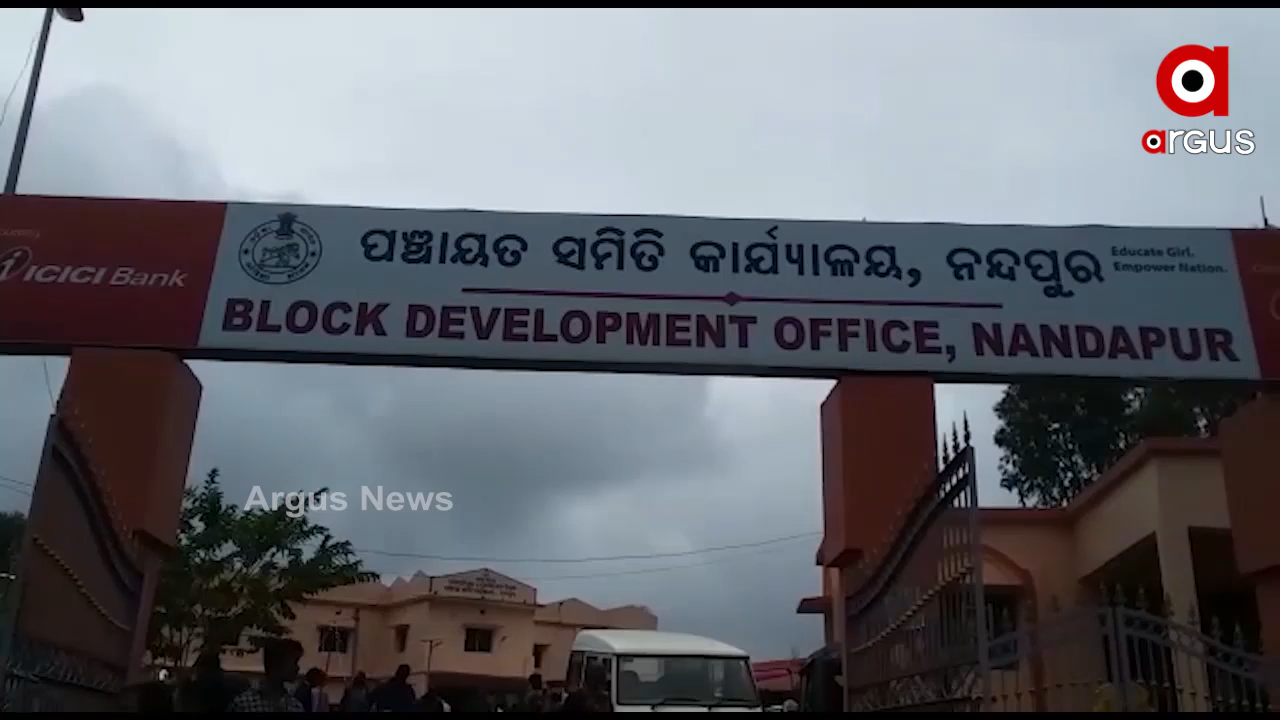 argus
ICICI Bank
ପଞ୍ଚାୟତ ସମିତି କାର୍ଯ୍ୟାଳୟ, ନନ୍ଦପୁର
Educate Girl.
Empower Nation.
BLOCK DEVELOPMENT OFFICE, NANDAPUR
Argus News